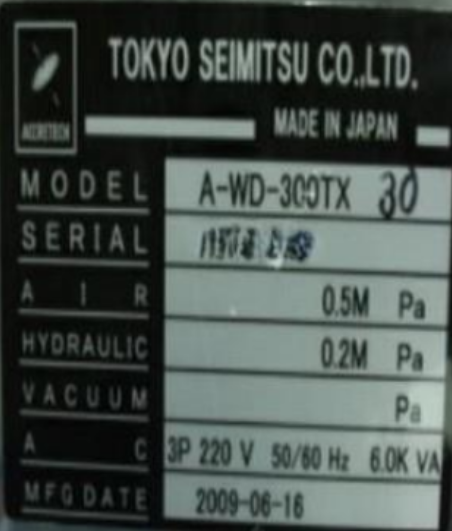 TOKYO SEIMITSU CO.,LTD.
ACCRETECH
MADE IN JAPAN
MODEL A-WD-300TX 30
SERIAL
AIR 0.5M Pa
HYDRAULIC 0.2M Pa
VACUUM Pa
AC 3P 220 V 50/60 Hz 6.0K VA
MFG DATE 2009-06-16